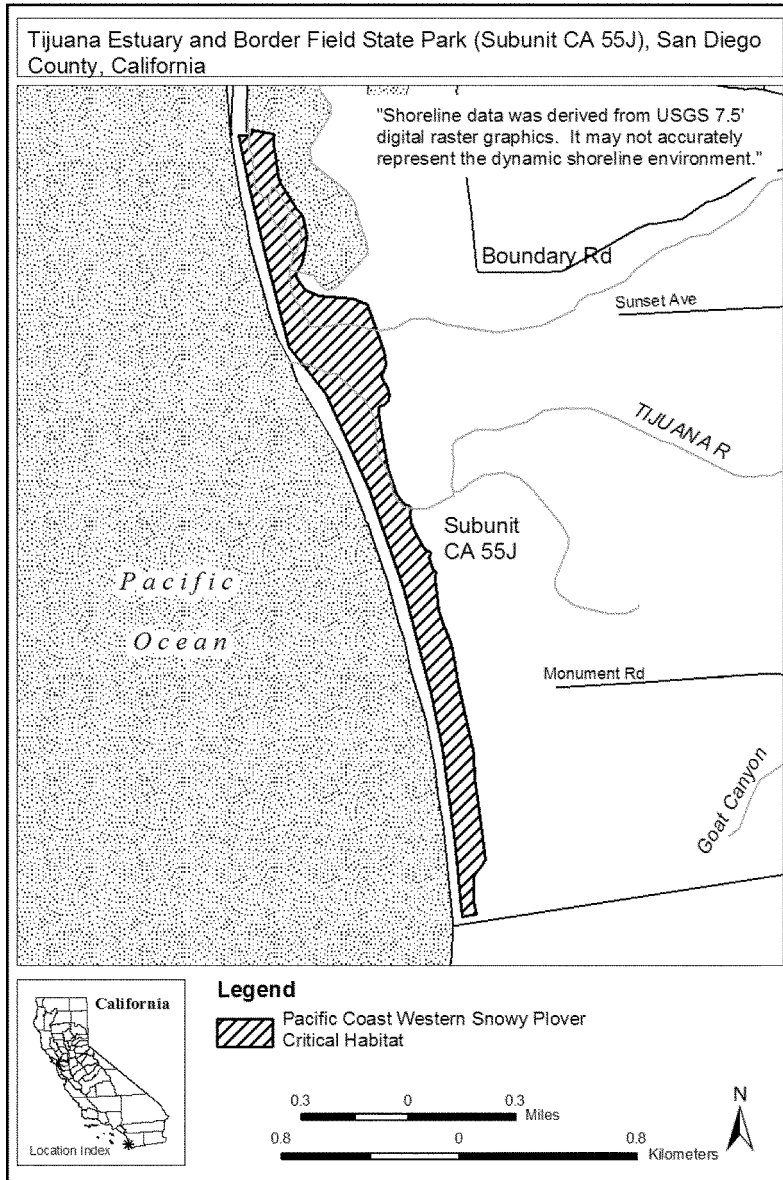 Tijuana Estuary and Border Field State Park (Subunit CA 55J), San Diego
County, California
"Shoreline data was derived from USGS 7.5'
digital raster graphics. It may not accurately
represent the dynamic shoreline environment."
Boundary Rd
Sunset Ave
TIJUANA R
Subunit
CA 55J
Pacific
Ocean
Monument Rd
Goat Canyon
California
Location Index
Legend
Pacific Coast Western Snowy Plover
Critical Habitat
0.3 0 0.3
Miles
0.8 0 0.8
Kilometers
N